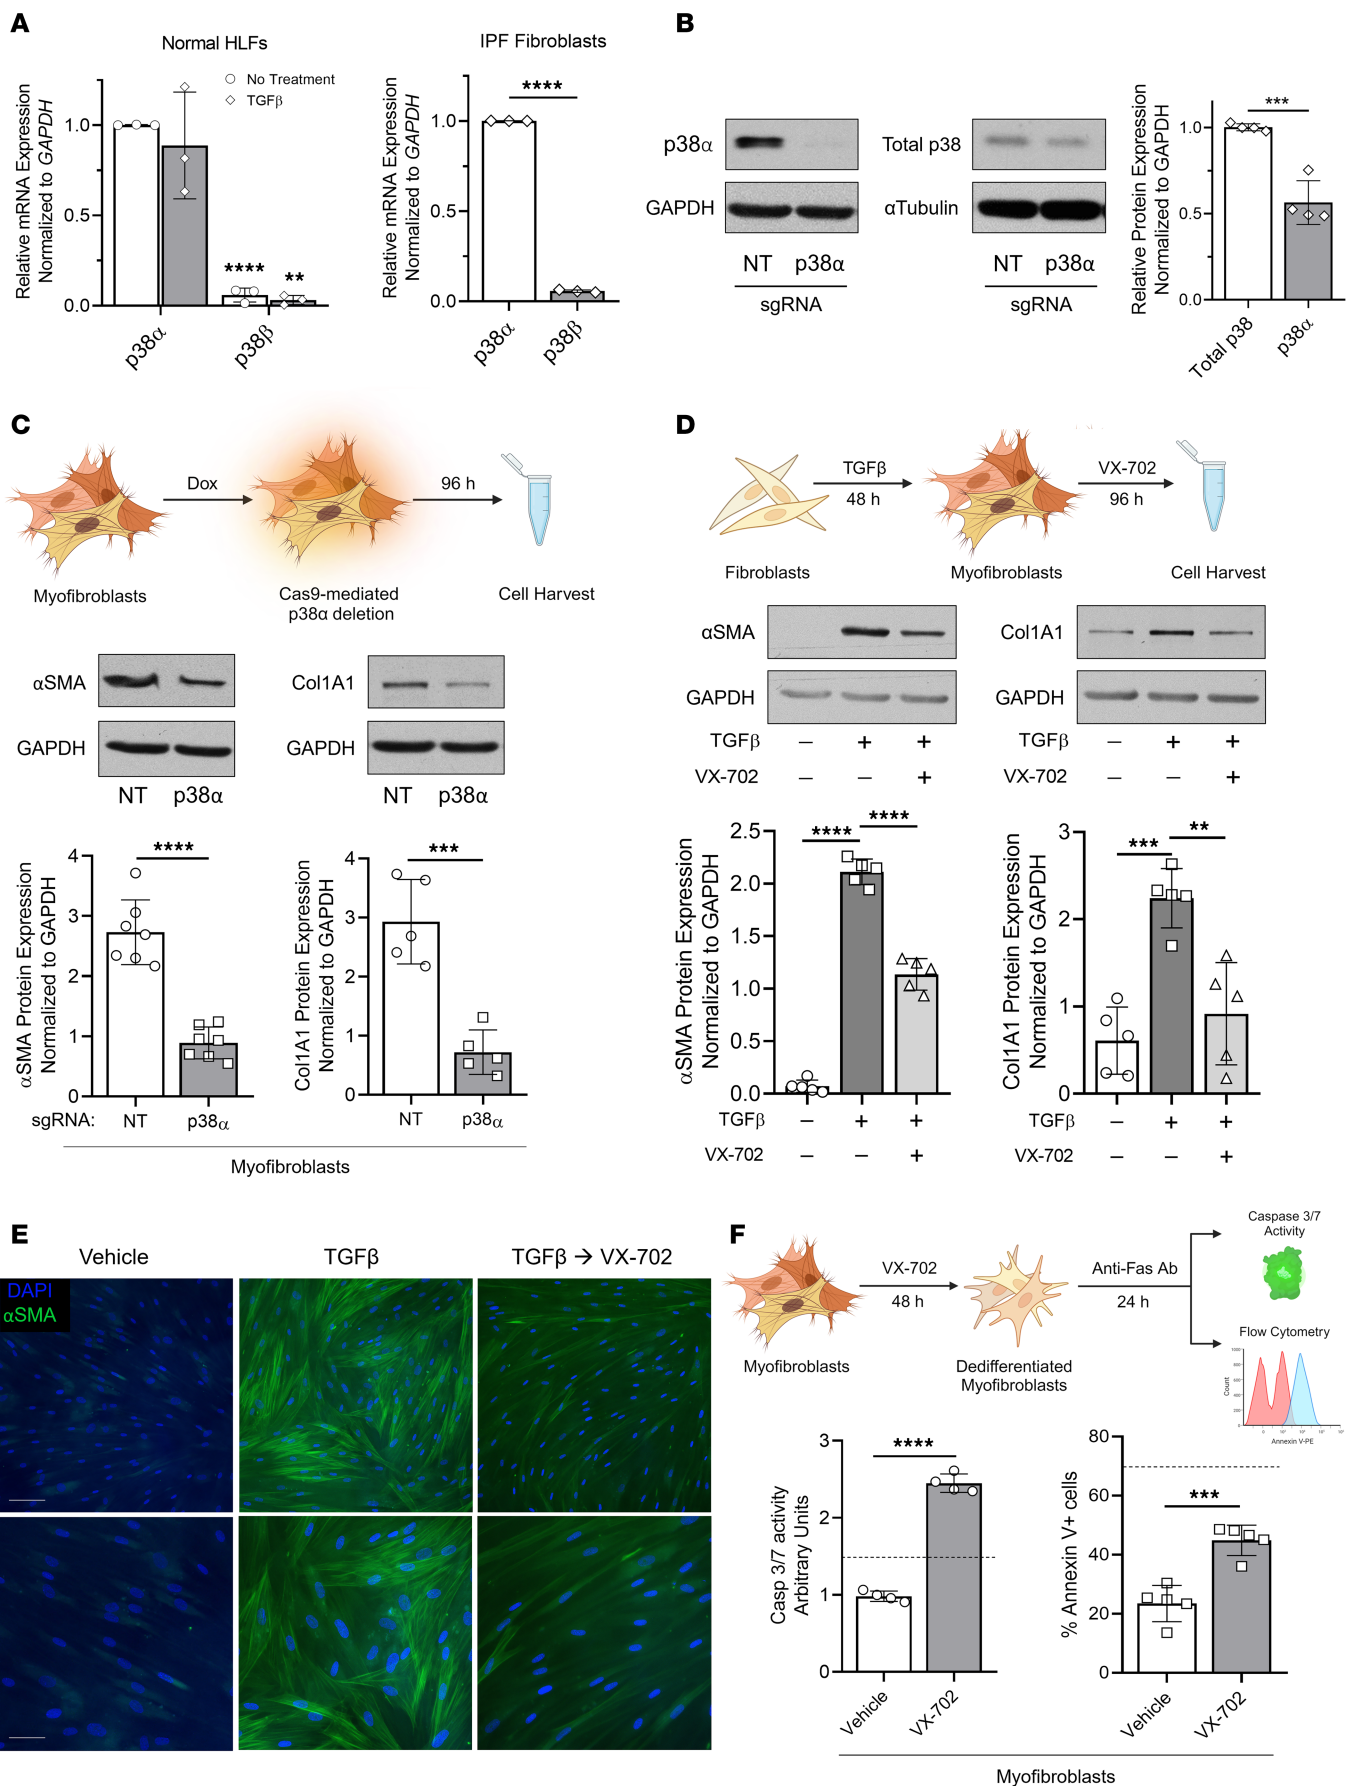 A
Normal HLFs
IPF Fibroblasts
No Treatment
TGFβ
Relative mRNA Expression
Normalized to GAPDH
1.0
0.5
0.0
****
**
p38α
p38β
Relative mRNA Expression
Normalized to GAPDH
1.0
0.5
0.0
****
p38α
p38β
B
p38α
GAPDH
NT
p38α
sgRNA
Total p38
αTubulin
NT
p38α
sgRNA
Relative Protein Expression
Normalized to GAPDH
1.0
0.5
0.0
***
Total p38
p38α
C
Dox
96 h
Myofibroblasts
Cas9-mediated
p38α deletion
Cell Harvest
αSMA
GAPDH
NT
p38α
Col1A1
GAPDH
NT
p38α
αSMA Protein Expression
Normalized to GAPDH
4
3
2
1
0
****
sgRNA:
NT
p38α
Col1A1 Protein Expression
Normalized to GAPDH
4
3
2
1
0
***
NT
p38α
Myofibroblasts
D
TGFβ
48 h
VX-702
96 h
Fibroblasts
Myofibroblasts
Cell Harvest
αSMA
GAPDH
TGFβ – + +
VX-702 – – +
Col1A1
GAPDH
TGFβ – + +
VX-702 – – +
αSMA Protein Expression
Normalized to GAPDH
2.5
2.0
1.5
1.0
0.5
0.0
****
****
TGFβ – + +
VX-702 – – +
Col1A1 Protein Expression
Normalized to GAPDH
3
2
1
0
***
**
TGFβ – + +
VX-702 – – +
E
Vehicle
TGFβ
TGFβ → VX-702
DAPI
αSMA
F
VX-702
48 h
Anti-Fas Ab
24 h
Myofibroblasts
Dedifferentiated
Myofibroblasts
Caspase 3/7
Activity
Flow Cytometry
Count
Annexin V-PE
Casp 3/7 activity
Arbitrary Units
3
2
1
0
****
Vehicle
VX-702
% Annexin V+ cells
80
60
40
20
0
***
Vehicle
VX-702
Myofibroblasts